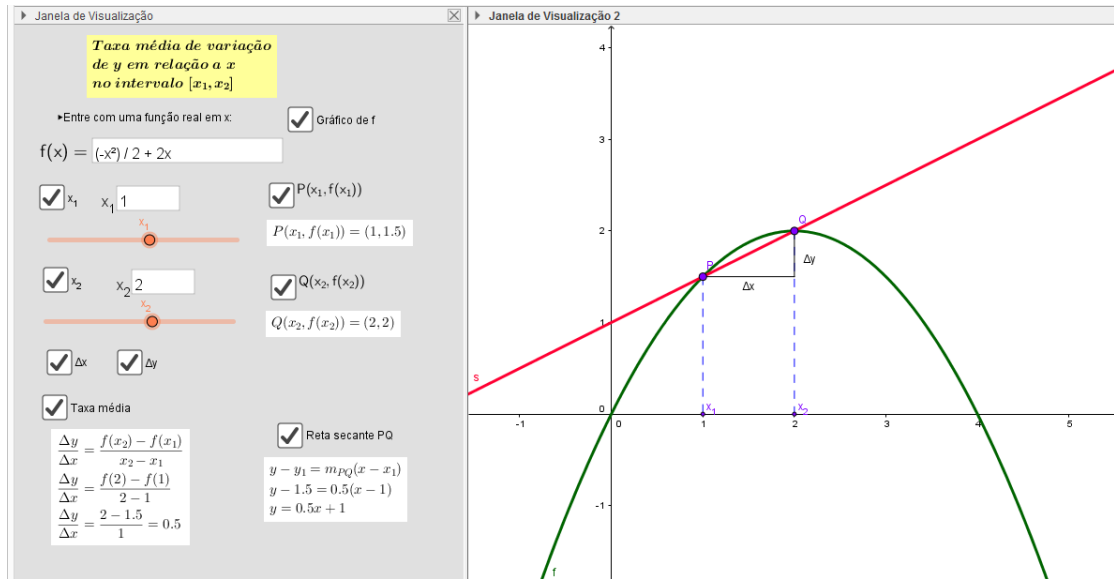 Janela de Visualização
Taxa média de variação
de y em relação a x
no intervalo [x₁,x₂]
▸Entre com uma função real em x:
Gráfico de f
f(x) = (-x²) / 2 + 2x
x₁
x₁ 1
P(x₁, f(x₁))
x₁
P(x₁, f(x₁)) = (1, 1.5)
x₂
x₂ 2
Q(x₂, f(x₂))
x₂
Q(x₂, f(x₂)) = (2, 2)
Δx
Δy
Taxa média
Δy/Δx = (f(x₂) − f(x₁))/(x₂ − x₁)
Δy/Δx = (f(2) − f(1))/(2 − 1)
Δy/Δx = (2 − 1.5)/1 = 0.5
Reta secante PQ
y − y₁ = m_PQ(x − x₁)
y − 1.5 = 0.5(x − 1)
y = 0.5x + 1
Janela de Visualização 2
4
3
2
1
0
-1
-1
0
1
2
3
4
5
Q
P
Δy
Δx
s
x₁
x₂
f